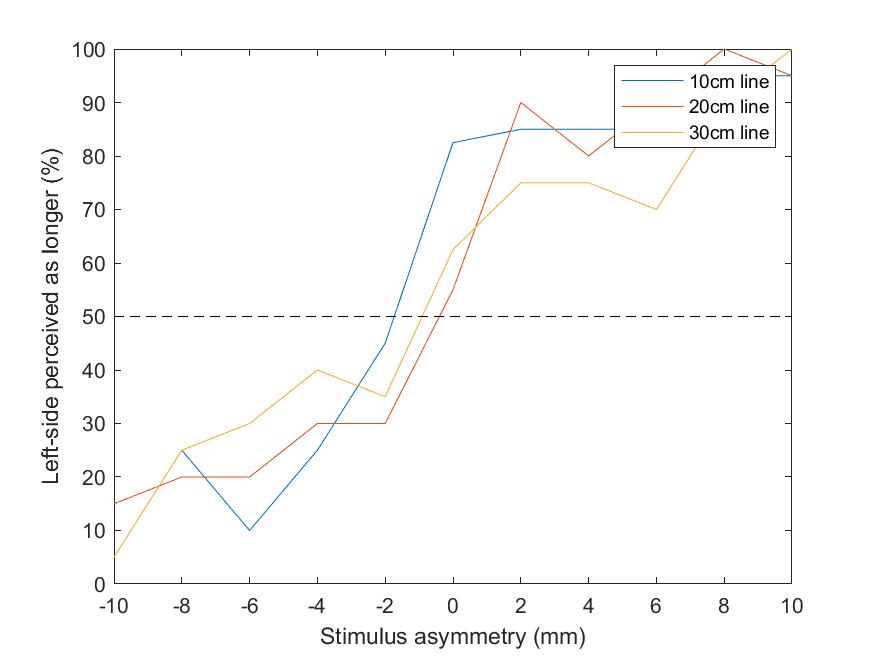 100
90
80
70
60
50
40
30
20
10
0
Left-side perceived as longer (%)
10cm line
20cm line
30cm line
-10 -8 -6 -4 -2 0 2 4 6 8 10
Stimulus asymmetry (mm)